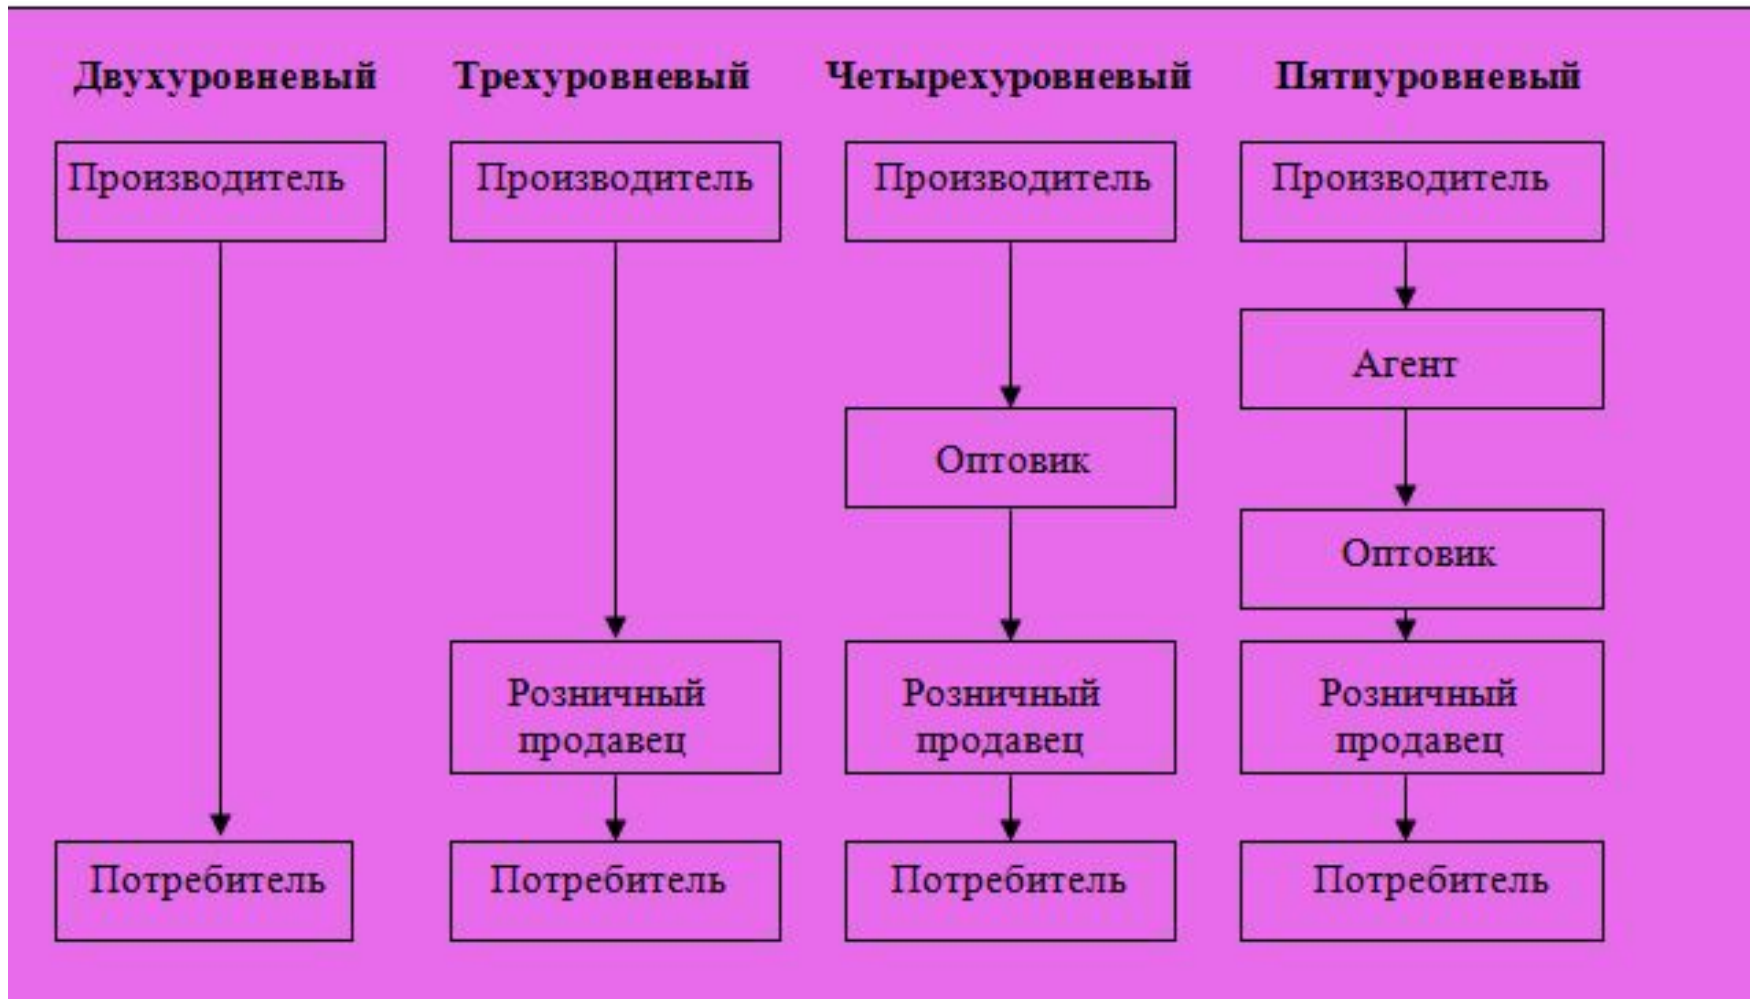 Двухуровневый
Трехуровневый
Четырехуровневый
Пятиуровневый
Производитель
Производитель
Производитель
Производитель
Агент
Оптовик
Оптовик
Розничный
продавец
Розничный
продавец
Розничный
продавец
Потребитель
Потребитель
Потребитель
Потребитель